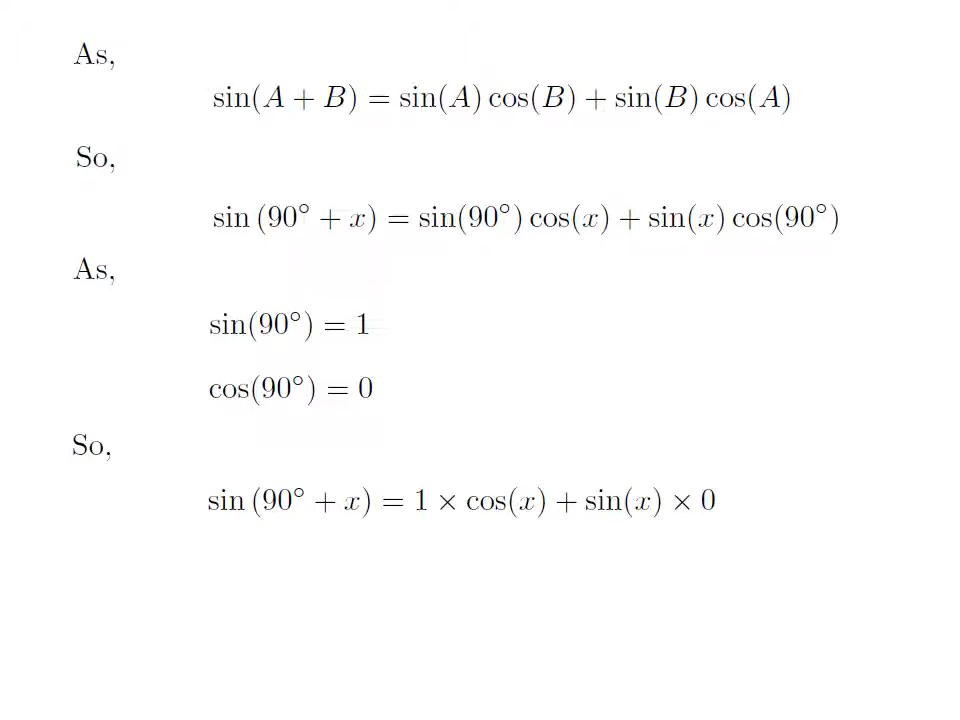 As,
sin(A + B) = sin(A) cos(B) + sin(B) cos(A)
So,
sin (90° + x) = sin(90°) cos(x) + sin(x) cos(90°)
As,
sin(90°) = 1
cos(90°) = 0
So,
sin (90° + x) = 1 × cos(x) + sin(x) × 0